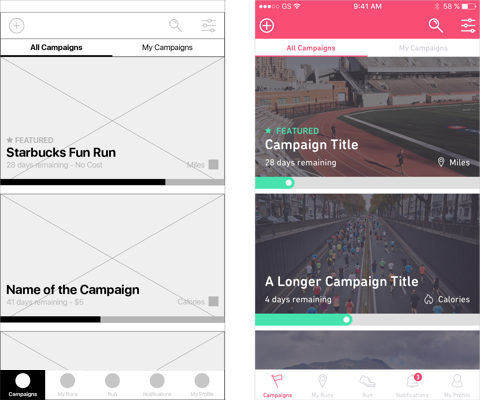 All Campaigns My Campaigns
★ FEATURED
Starbucks Fun Run
28 days remaining - No Cost Miles
Name of the Campaign
41 days remaining - $5 Calories
Campaigns My Runs Run Notifications My Profile
GS 9:41 AM 58 %
All Campaigns My Campaigns
★ FEATURED
Campaign Title
28 days remaining Miles
A Longer Campaign Title
4 days remaining Calories
3
Campaigns My Runs Run Notifications My Profile